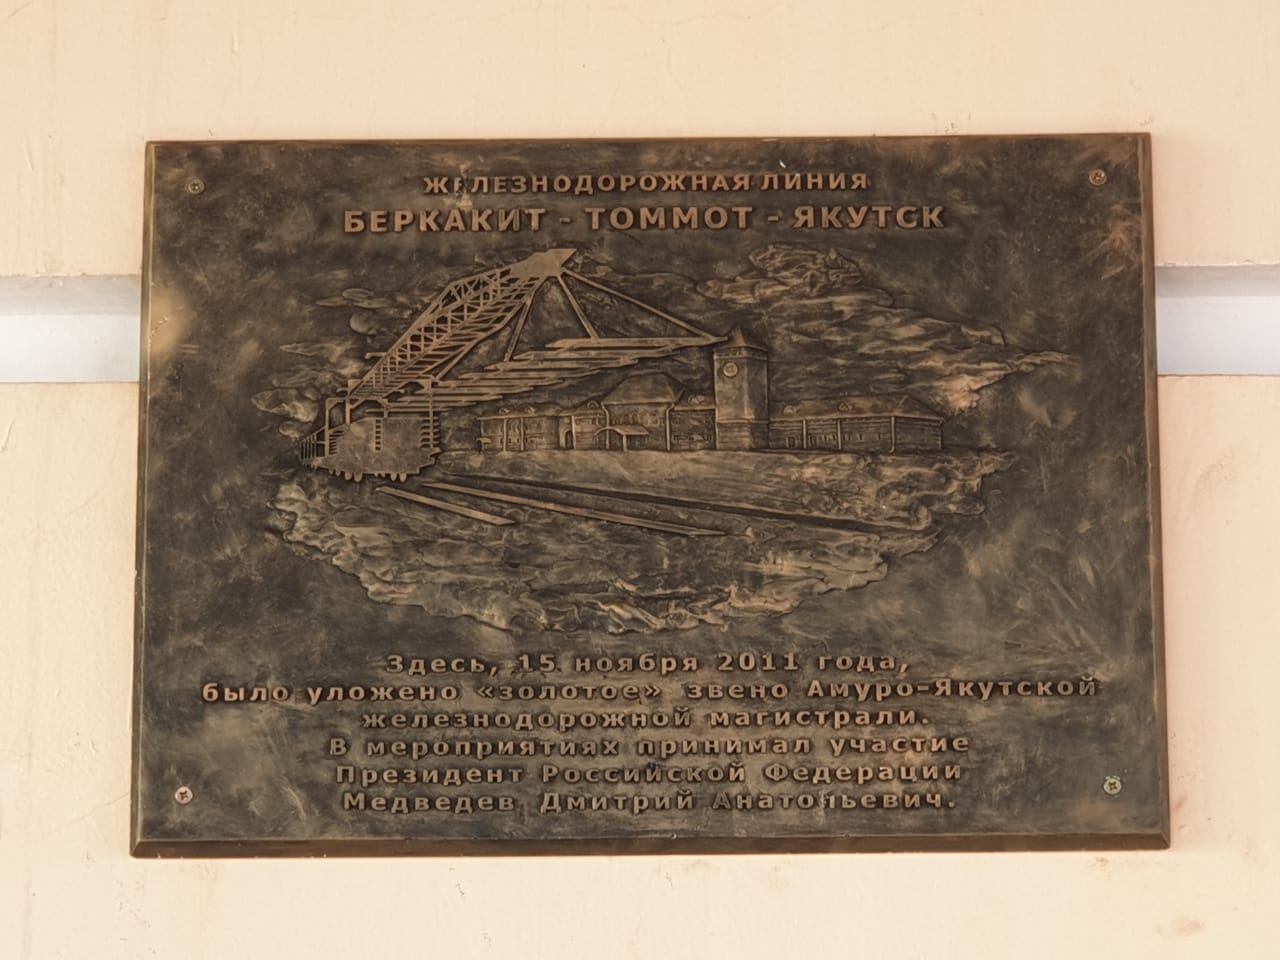 ЖЕЛЕЗНОДОРОЖНАЯ ЛИНИЯ
БЕРКАКИТ - ТОММОТ - ЯКУТСК
Здесь, 15 ноября 2011 года,
было уложено «золотое» звено Амуро-Якутской
железнодорожной магистрали.
В мероприятиях принимал участие
Президент Российской Федерации
Медведев Дмитрий Анатольевич.